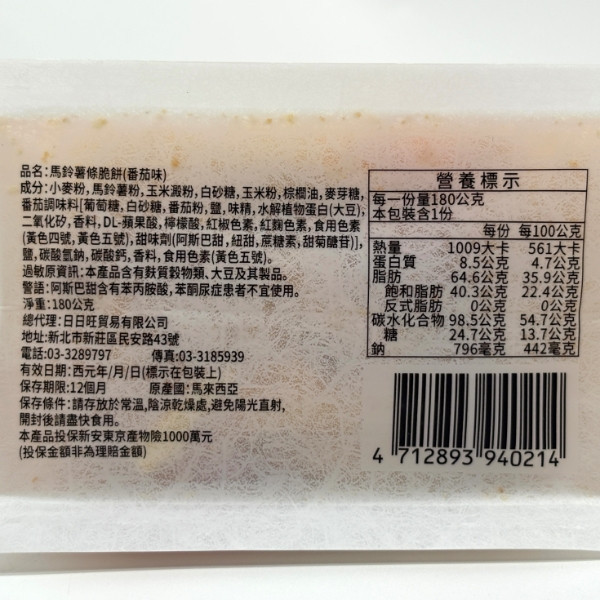 品名:馬鈴薯條脆餅(番茄味)
成分:小麥粉,馬鈴薯粉,玉米澱粉,白砂糖,玉米粉,棕櫚油,麥芽糖,
番茄調味料[葡萄糖,白砂糖,番茄粉,鹽,味精,水解植物蛋白(大豆),
二氧化矽,香料,DL-蘋果酸,檸檬酸,紅椒色素,紅麴色素,食用色素
(黃色四號,黃色五號),甜味劑(阿斯巴甜,紐甜,蔗糖素,甜菊醣苷)],
鹽,碳酸氫鈉,碳酸鈣,香料,食用色素(黃色五號)。
過敏原資訊:本產品含有麩質穀物類、大豆及其製品。
警語:阿斯巴甜含有苯丙胺酸,苯酮尿症患者不宜使用。
淨重:180公克
總代理:日日旺貿易有限公司
地址:新北市新莊區民安路43號
電話:03-3289797 傳真:03-3185939
有效日期:西元年/月/日(標示在包裝上)
保存期限:12個月 原產國:馬來西亞
保存條件:請存放於常溫,陰涼乾燥處,避免陽光直射,
開封後請盡快食用。
本產品投保新安東京產物險1000萬元
(投保金額非為理賠金額)
營養標示
每一份量180公克
本包裝含1份
每份 每100公克
熱量 1009大卡 561大卡
蛋白質 8.5公克 4.7公克
脂肪 64.6公克 35.9公克
飽和脂肪 40.3公克 22.4公克
反式脂肪 0公克 0公克
碳水化合物 98.5公克 54.7公克
糖 24.7公克 13.7公克
鈉 796毫克 442毫克
4 712893 940214